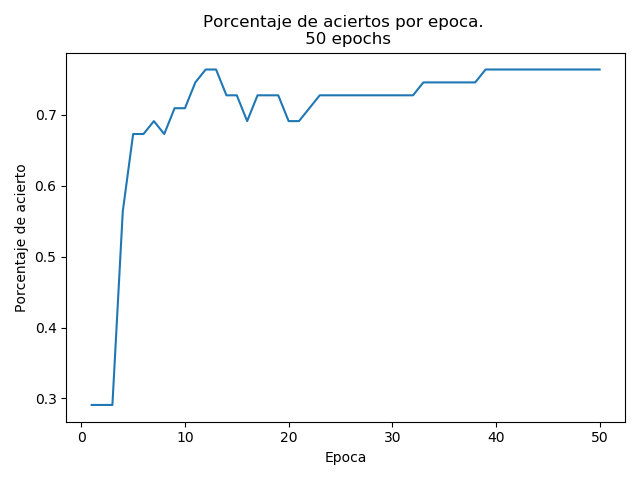 Porcentaje de aciertos por epoca.
50 epochs
Porcentaje de acierto
0.7
0.6
0.5
0.4
0.3
0 10 20 30 40 50
Epoca